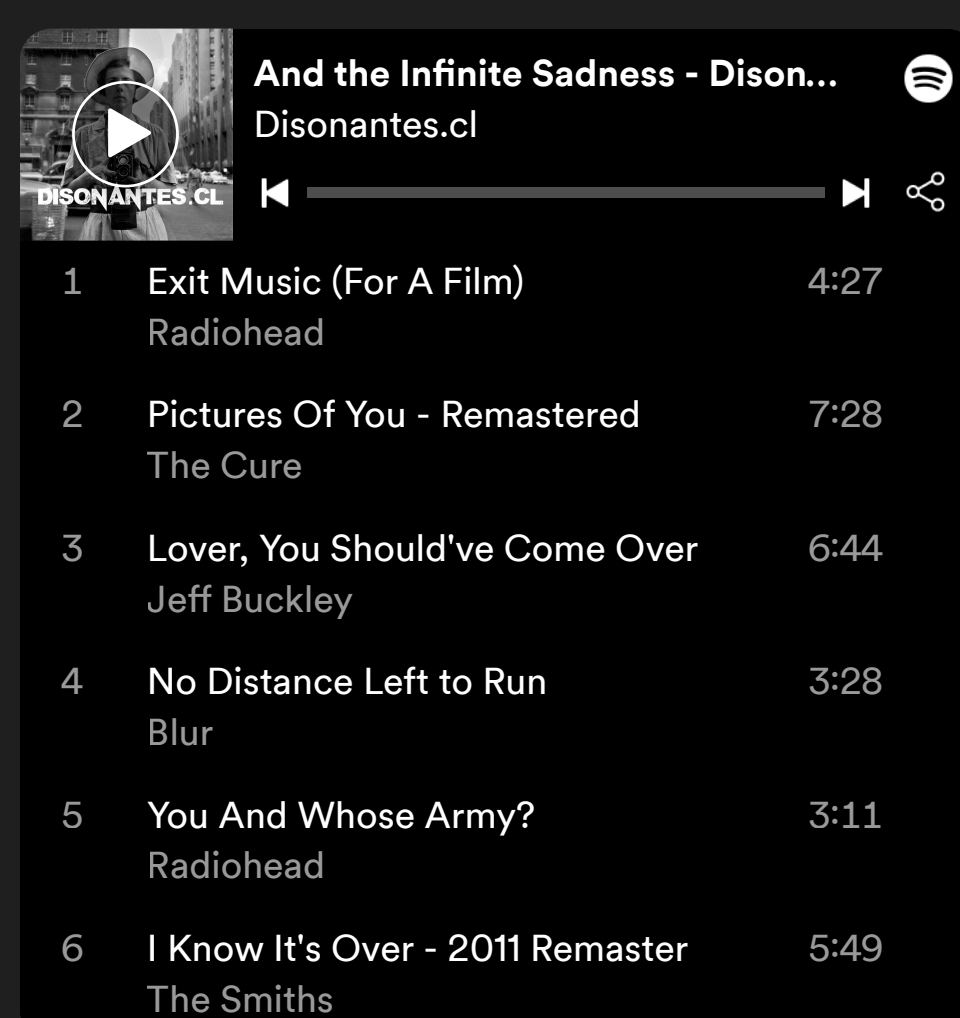 And the Infinite Sadness - Dison...
Disonantes.cl
DISONANTES.CL
1 Exit Music (For A Film) 4:27
Radiohead
2 Pictures Of You - Remastered 7:28
The Cure
3 Lover, You Should've Come Over 6:44
Jeff Buckley
4 No Distance Left to Run 3:28
Blur
5 You And Whose Army? 3:11
Radiohead
6 I Know It's Over - 2011 Remaster 5:49
The Smiths